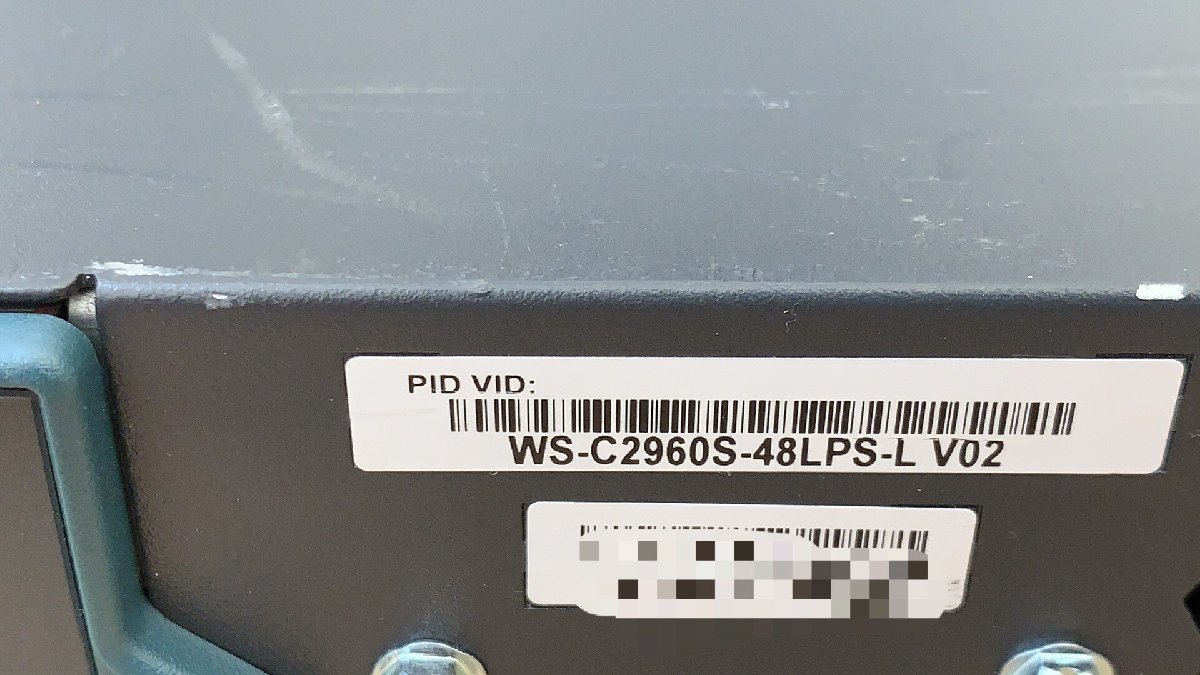 PID VID:
WS-C2960S-48LPS-L V02